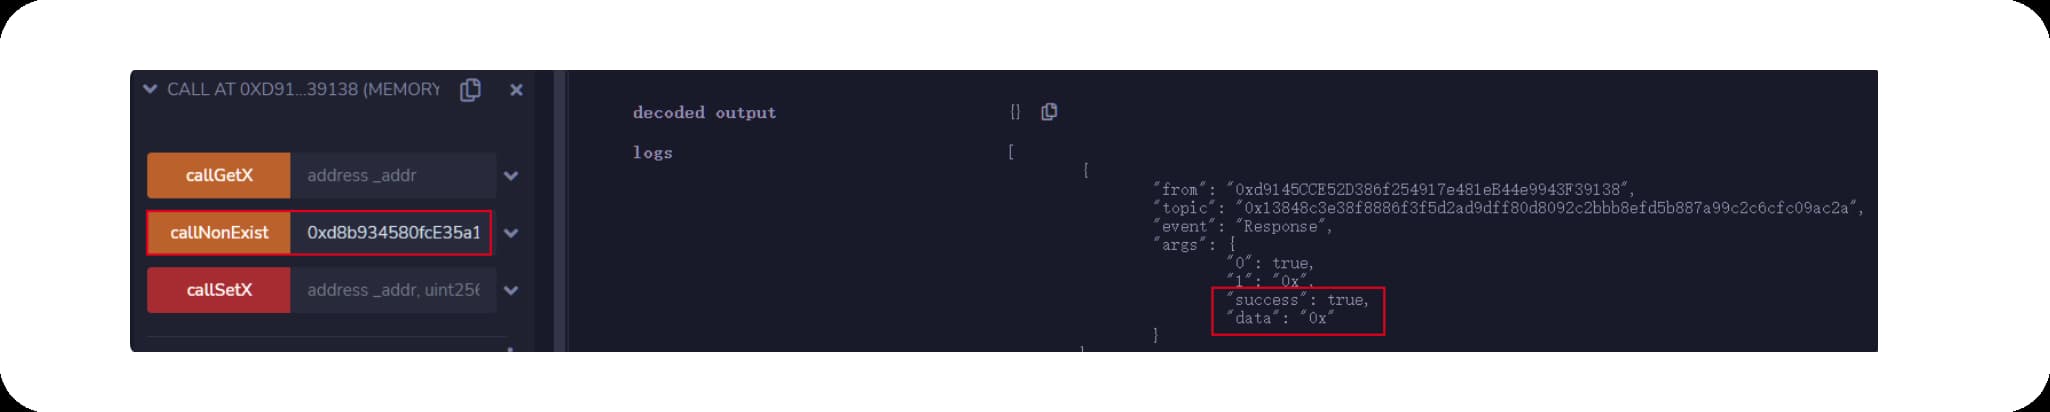 CALL AT 0XD91...39138 (MEMORY
callGetX address _addr
callNonExist 0xd8b934580fcE35a1
callSetX address _addr, uint256
decoded output {}
logs [
{
"from": "0xd9145CCE52D386f254917e481eB44e9943F39138",
"topic": "0x13848c3e38f8886f3f5d2ad9dff80d8092c2bbb8efd5b887a99c2c6cfc09ac2a",
"event": "Response",
"args": {
"0": true,
"1": "0x",
"success": true,
"data": "0x"
}